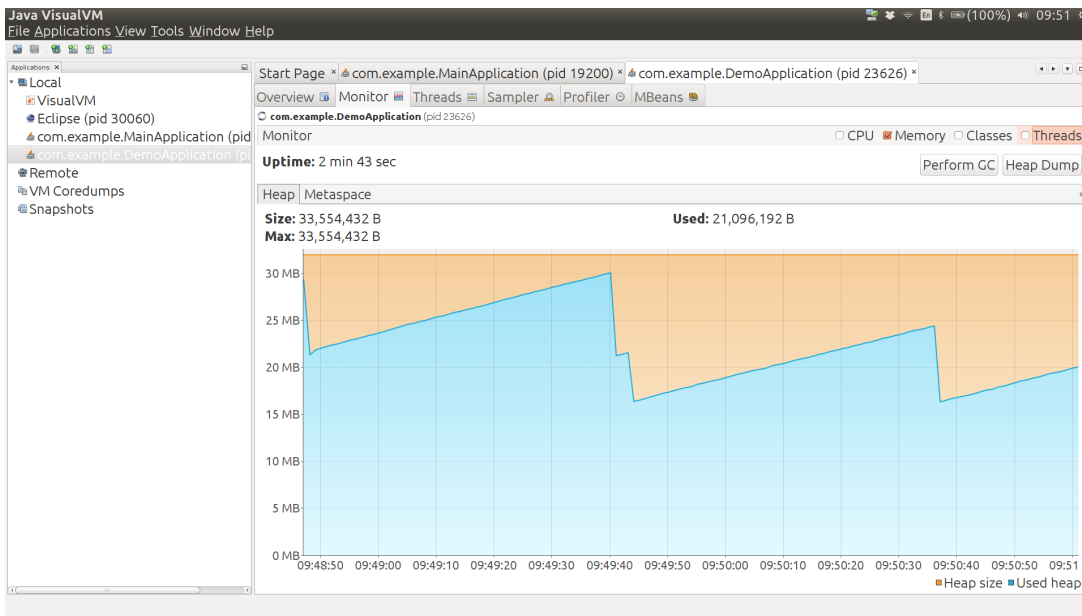 Java VisualVM En (100%) 09:51
File Applications View Tools Window Help
Applications ×
Local
VisualVM
Eclipse (pid 30060)
com.example.MainApplication (pid
com.example.DemoApplication (pi
Remote
VM Coredumps
Snapshots
Start Page × com.example.MainApplication (pid 19200) × com.example.DemoApplication (pid 23626) ×
Overview Monitor Threads Sampler Profiler MBeans
com.example.DemoApplication (pid 23626)
Monitor CPU Memory Classes Threads
Uptime: 2 min 43 sec
Perform GC Heap Dump
Heap Metaspace
Size: 33,554,432 B Used: 21,096,192 B
Max: 33,554,432 B
30 MB
25 MB
20 MB
15 MB
10 MB
5 MB
0 MB
09:48:50 09:49:00 09:49:10 09:49:20 09:49:30 09:49:40 09:49:50 09:50:00 09:50:10 09:50:20 09:50:30 09:50:40 09:50:50 09:51
Heap size Used heap